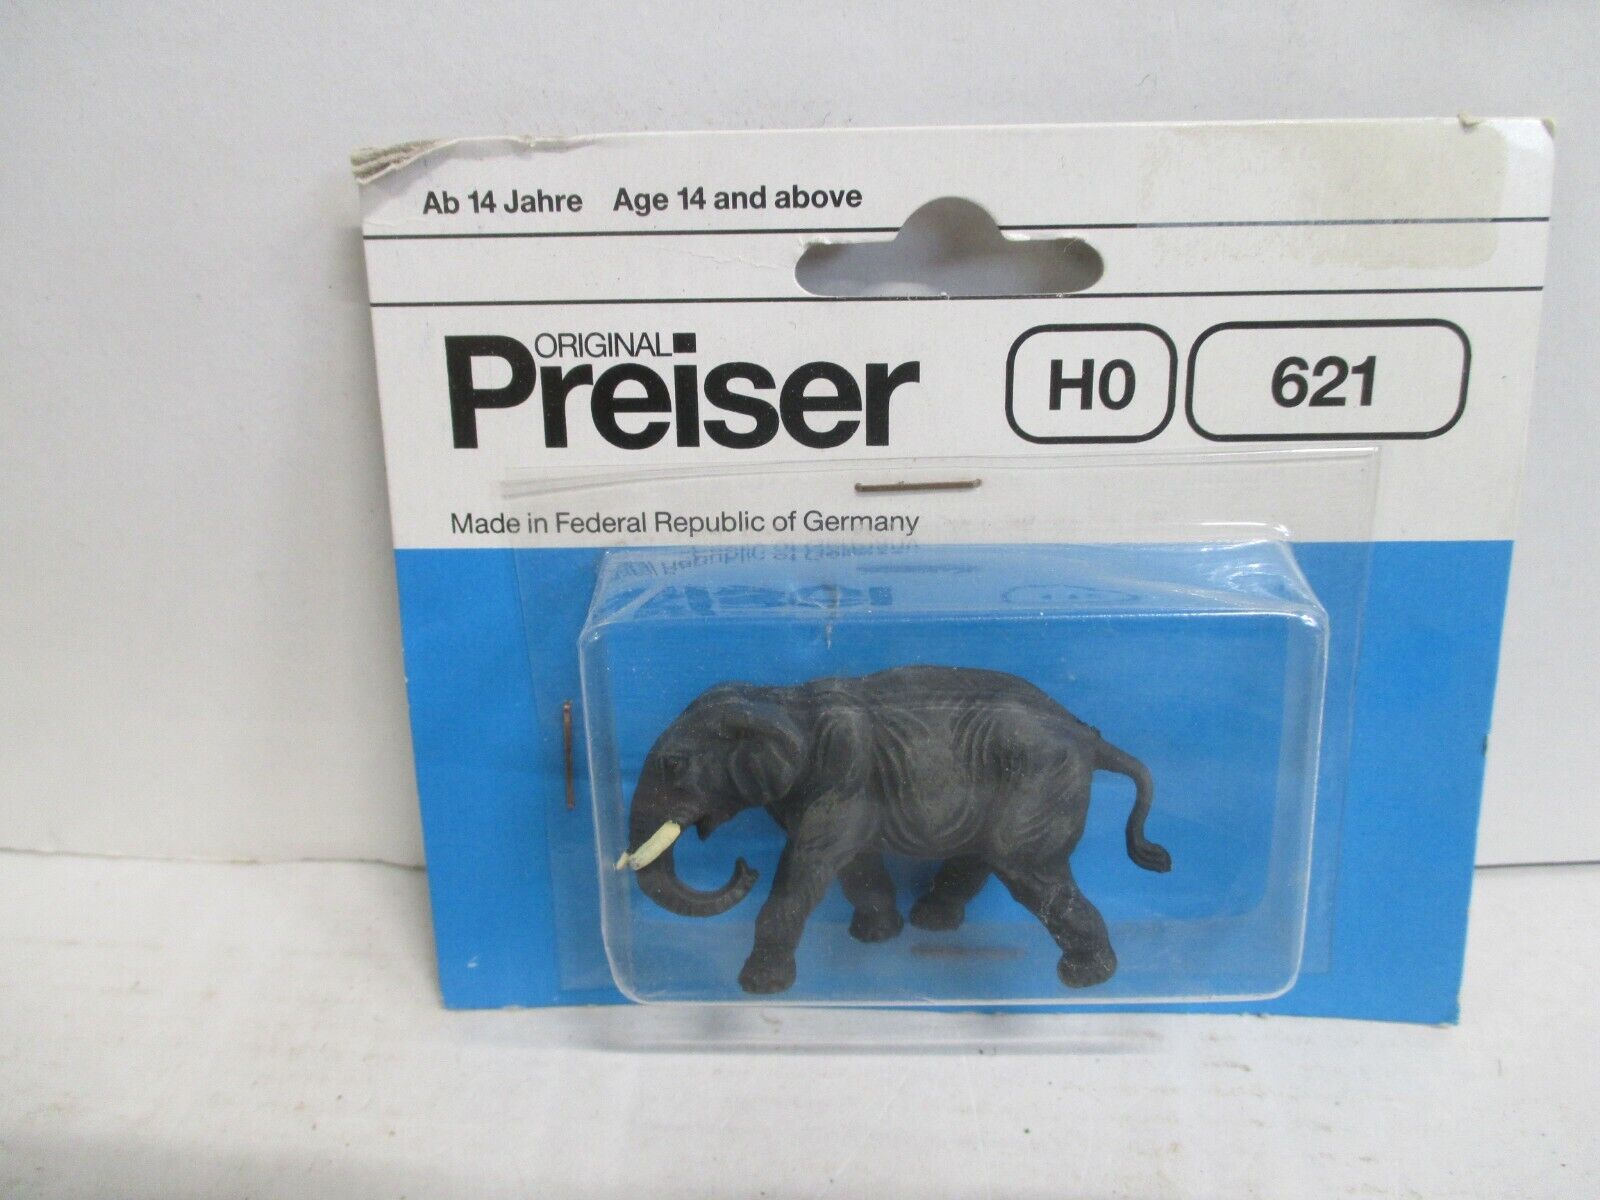 Ab 14 Jahre Age 14 and above
ORIGINAL
Preiser
H0 621
Made in Federal Republic of Germany